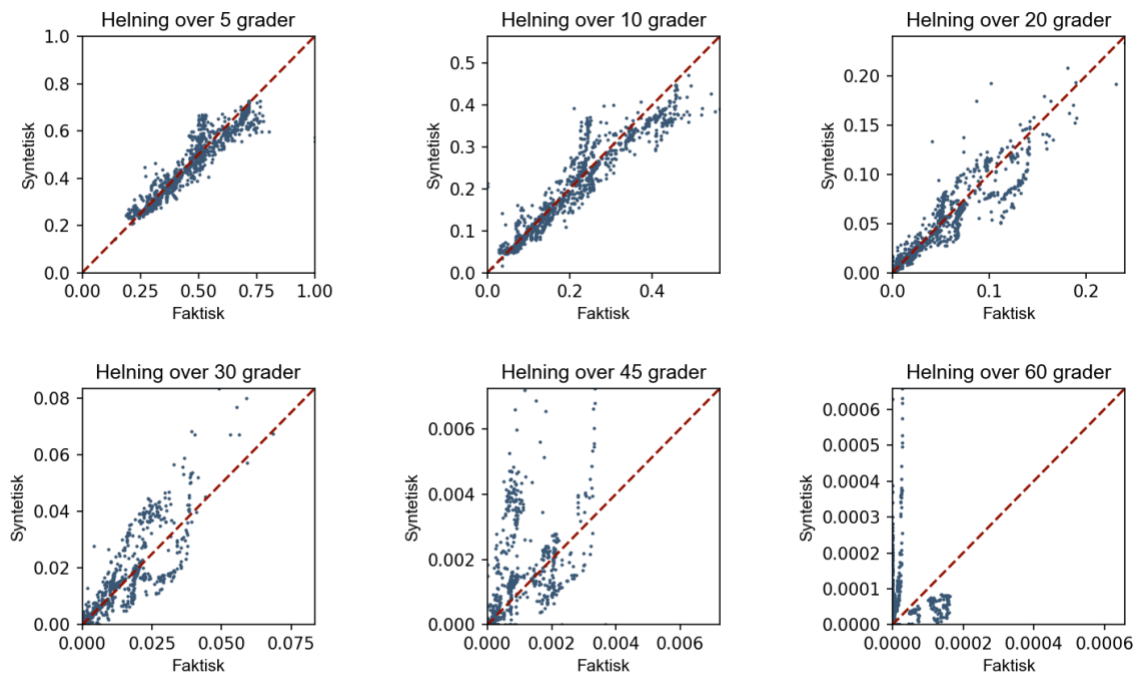 Helning over 5 grader
1.0
0.8
0.6
0.4
0.2
0.0
Syntetisk
0.00 0.25 0.50 0.75 1.00
Faktisk
Helning over 10 grader
0.5
0.4
0.3
0.2
0.1
0.0
Syntetisk
0.0 0.2 0.4
Faktisk
Helning over 20 grader
0.20
0.15
0.10
0.05
0.00
Syntetisk
0.0 0.1 0.2
Faktisk
Helning over 30 grader
0.08
0.06
0.04
0.02
0.00
Syntetisk
0.000 0.025 0.050 0.075
Faktisk
Helning over 45 grader
0.006
0.004
0.002
0.000
Syntetisk
0.000 0.002 0.004 0.006
Faktisk
Helning over 60 grader
0.0006
0.0005
0.0004
0.0003
0.0002
0.0001
0.0000
Syntetisk
0.0000 0.0002 0.0004 0.0006
Faktisk